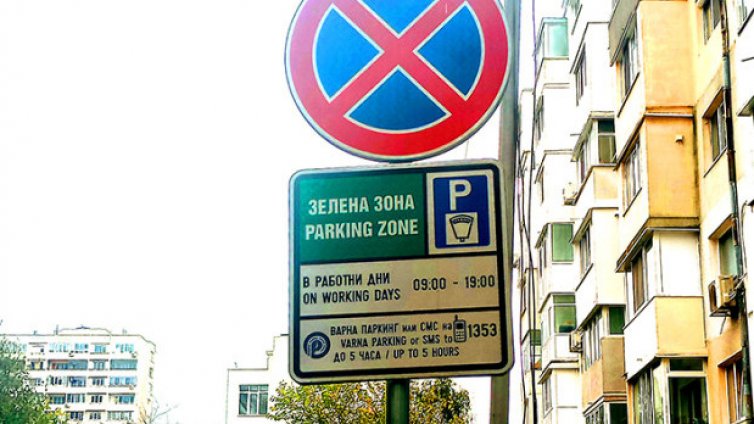 ЗЕЛЕНА ЗОНА
PARKING ZONE
P
В РАБОТНИ ДНИ 09:00 - 19:00
ON WORKING DAYS
ВАРНА ПАРКИНГ или СМС на 1353
VARNA PARKING or SMS to
ДО 5 ЧАСА / UP TO 5 HOURS